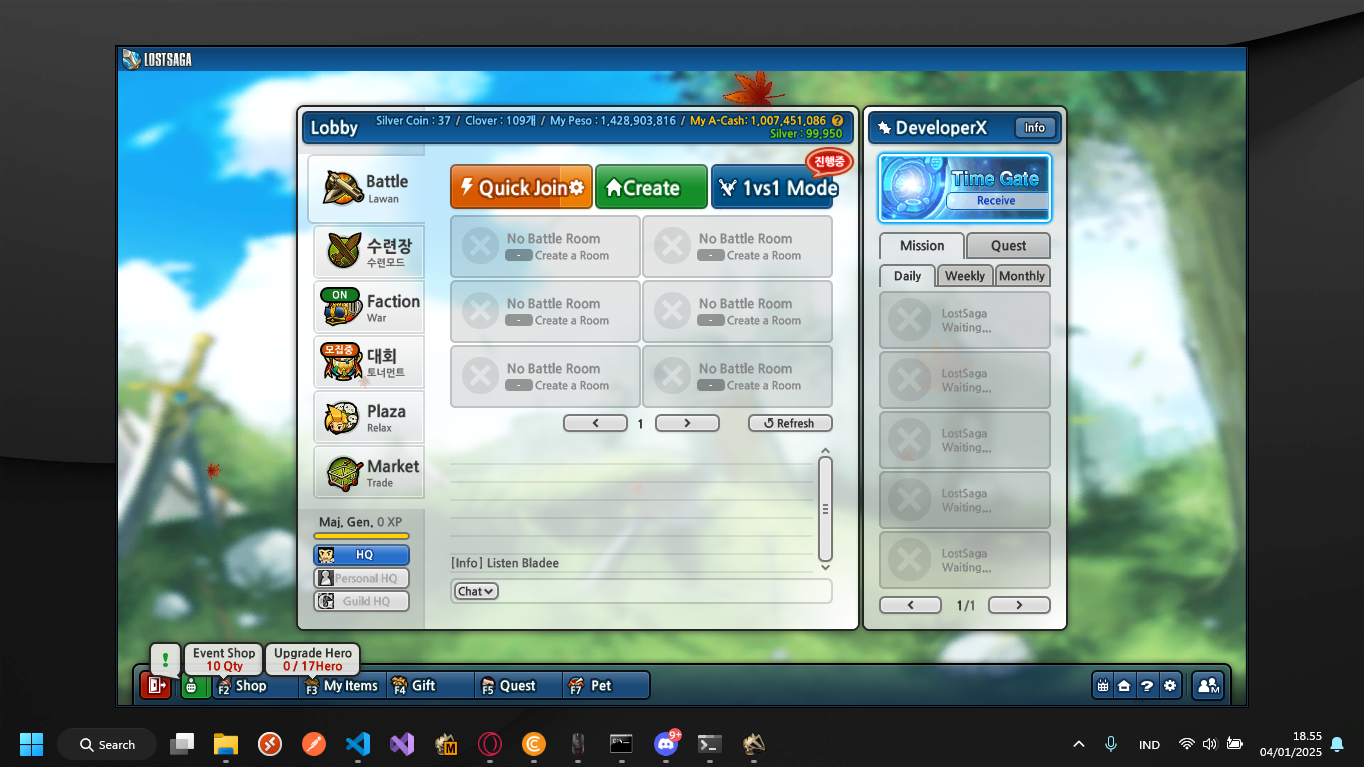 LOSTSAGA
Lobby
Silver Coin : 37 / Clover : 109개 / My Peso : 1,428,903,816 / My A-Cash: 1,007,451,086 ?
Silver : 99,950
DeveloperX
Info
진행중
Battle
Lawan
Quick Join
Create
1vs1 Mode
Time Gate
Receive
수련장
수련모드
No Battle Room
- Create a Room
No Battle Room
- Create a Room
Mission
Quest
Daily
Weekly
Monthly
ON
Faction
War
No Battle Room
- Create a Room
No Battle Room
- Create a Room
LostSaga
Waiting...
모집중
대회
토너먼트
No Battle Room
- Create a Room
No Battle Room
- Create a Room
LostSaga
Waiting...
Plaza
Relax
< 1 >
Refresh
LostSaga
Waiting...
Market
Trade
LostSaga
Waiting...
Maj. Gen. 0 XP
HQ
Personal HQ
Guild HQ
[Info] Listen Bladee
Chat
LostSaga
Waiting...
< 1/1 >
!
Event Shop
10 Qty
Upgrade Hero
0 / 17Hero
F2 Shop
F3 My Items
F4 Gift
F5 Quest
F7 Pet
?
M
Search
M
C
9+
IND
18.55
04/01/2025